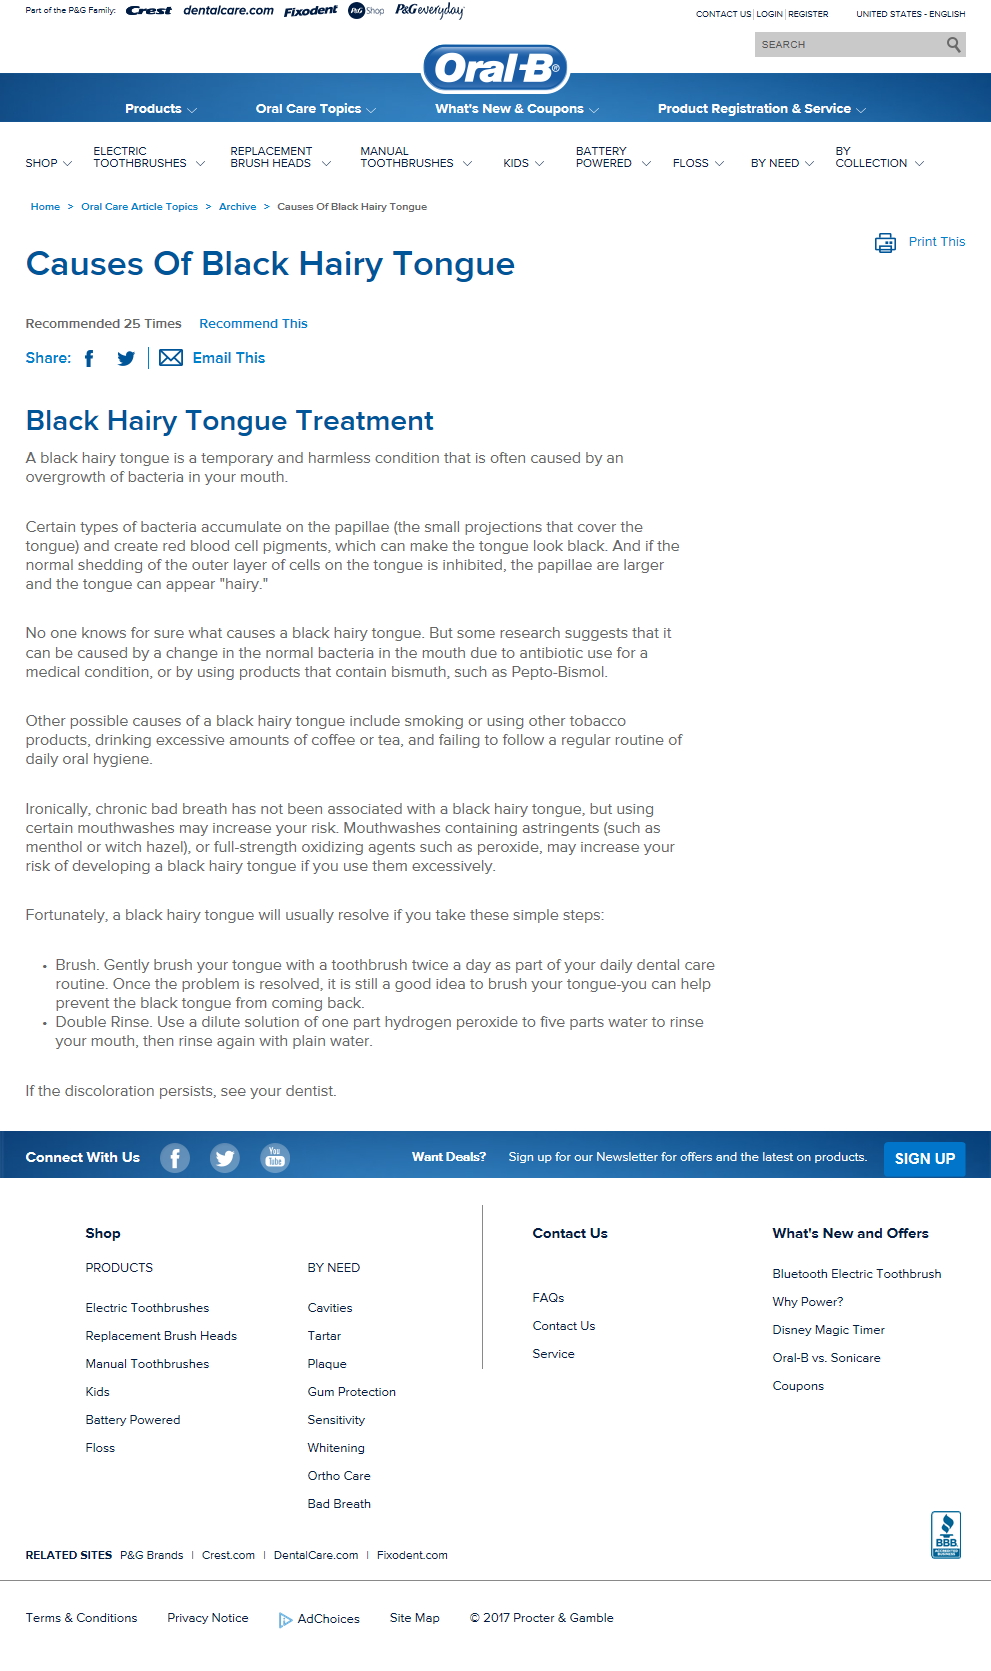 Part of the P&G Family: Crest dentalcare.com Fixodent P&G Shop P&G everyday
CONTACT US | LOGIN | REGISTER UNITED STATES - ENGLISH
SEARCH
Oral-B®
Products Oral Care Topics What's New & Coupons Product Registration & Service
SHOP
ELECTRIC
TOOTHBRUSHES
REPLACEMENT
BRUSH HEADS
MANUAL
TOOTHBRUSHES
KIDS
BATTERY
POWERED
FLOSS
BY NEED
BY
COLLECTION
Home > Oral Care Article Topics > Archive > Causes Of Black Hairy Tongue
Print This
Causes Of Black Hairy Tongue
Recommended 25 Times Recommend This
Share: Email This
Black Hairy Tongue Treatment
A black hairy tongue is a temporary and harmless condition that is often caused by an
overgrowth of bacteria in your mouth.
Certain types of bacteria accumulate on the papillae (the small projections that cover the
tongue) and create red blood cell pigments, which can make the tongue look black. And if the
normal shedding of the outer layer of cells on the tongue is inhibited, the papillae are larger
and the tongue can appear "hairy."
No one knows for sure what causes a black hairy tongue. But some research suggests that it
can be caused by a change in the normal bacteria in the mouth due to antibiotic use for a
medical condition, or by using products that contain bismuth, such as Pepto-Bismol.
Other possible causes of a black hairy tongue include smoking or using other tobacco
products, drinking excessive amounts of coffee or tea, and failing to follow a regular routine of
daily oral hygiene.
Ironically, chronic bad breath has not been associated with a black hairy tongue, but using
certain mouthwashes may increase your risk. Mouthwashes containing astringents (such as
menthol or witch hazel), or full-strength oxidizing agents such as peroxide, may increase your
risk of developing a black hairy tongue if you use them excessively.
Fortunately, a black hairy tongue will usually resolve if you take these simple steps:
• Brush. Gently brush your tongue with a toothbrush twice a day as part of your daily dental care
routine. Once the problem is resolved, it is still a good idea to brush your tongue-you can help
prevent the black tongue from coming back.
• Double Rinse. Use a dilute solution of one part hydrogen peroxide to five parts water to rinse
your mouth, then rinse again with plain water.
If the discoloration persists, see your dentist.
Connect With Us You Tube Want Deals? Sign up for our Newsletter for offers and the latest on products. SIGN UP
Shop
PRODUCTS
Electric Toothbrushes
Replacement Brush Heads
Manual Toothbrushes
Kids
Battery Powered
Floss
BY NEED
Cavities
Tartar
Plaque
Gum Protection
Sensitivity
Whitening
Ortho Care
Bad Breath
Contact Us
FAQs
Contact Us
Service
What's New and Offers
Bluetooth Electric Toothbrush
Why Power?
Disney Magic Timer
Oral-B vs. Sonicare
Coupons
BBB
ACCREDITED
BUSINESS
RELATED SITES P&G Brands | Crest.com | DentalCare.com | Fixodent.com
Terms & Conditions Privacy Notice AdChoices Site Map © 2017 Procter & Gamble